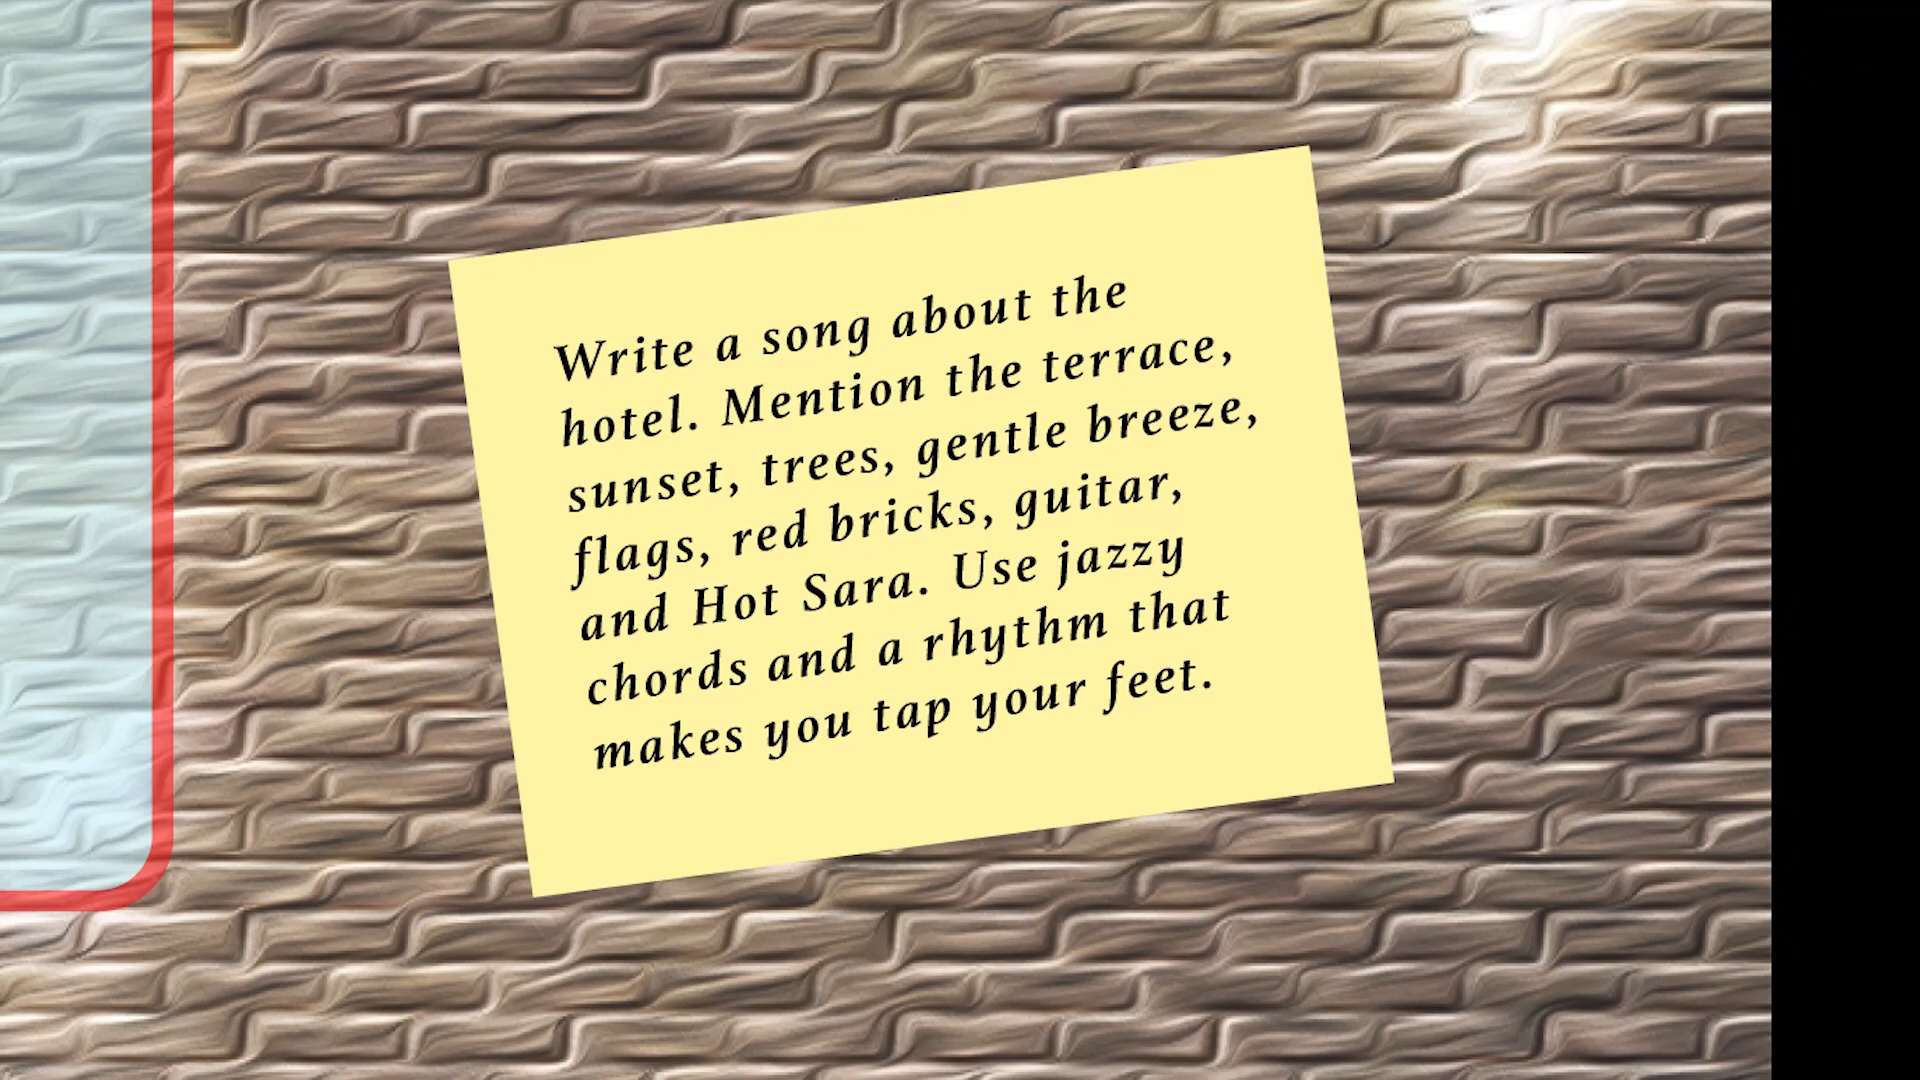 Write a song about the
hotel. Mention the terrace,
sunset, trees, gentle breeze,
flags, red bricks, guitar,
and Hot Sara. Use jazzy
chords and a rhythm that
makes you tap your feet.